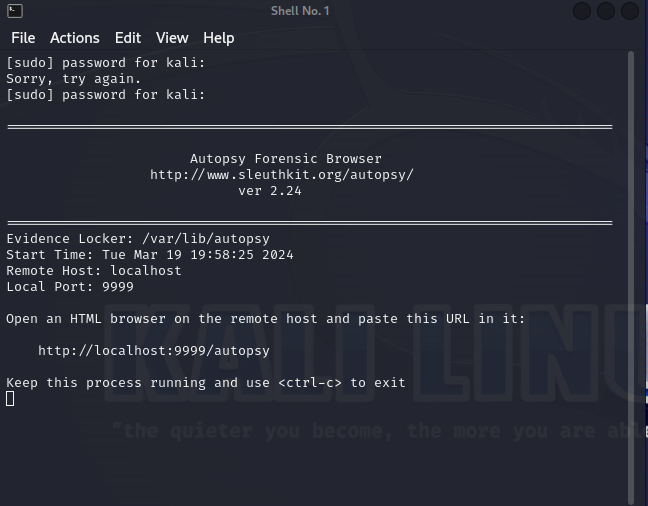 Shell No. 1
File Actions Edit View Help
[sudo] password for kali:
Sorry, try again.
[sudo] password for kali:
Autopsy Forensic Browser
http://www.sleuthkit.org/autopsy/
ver 2.24
Evidence Locker: /var/lib/autopsy
Start Time: Tue Mar 19 19:58:25 2024
Remote Host: localhost
Local Port: 9999
Open an HTML browser on the remote host and paste this URL in it:
http://localhost:9999/autopsy
Keep this process running and use <ctrl-c> to exit
KALI LINU
"the quieter you become, the more you are able